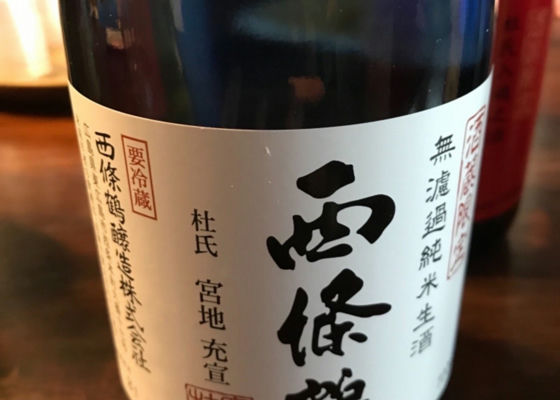 酒蔵限定
無濾過純米生酒
西條鶴
杜氏 宮地 充宣
要冷蔵
西條鶴醸造株式会社